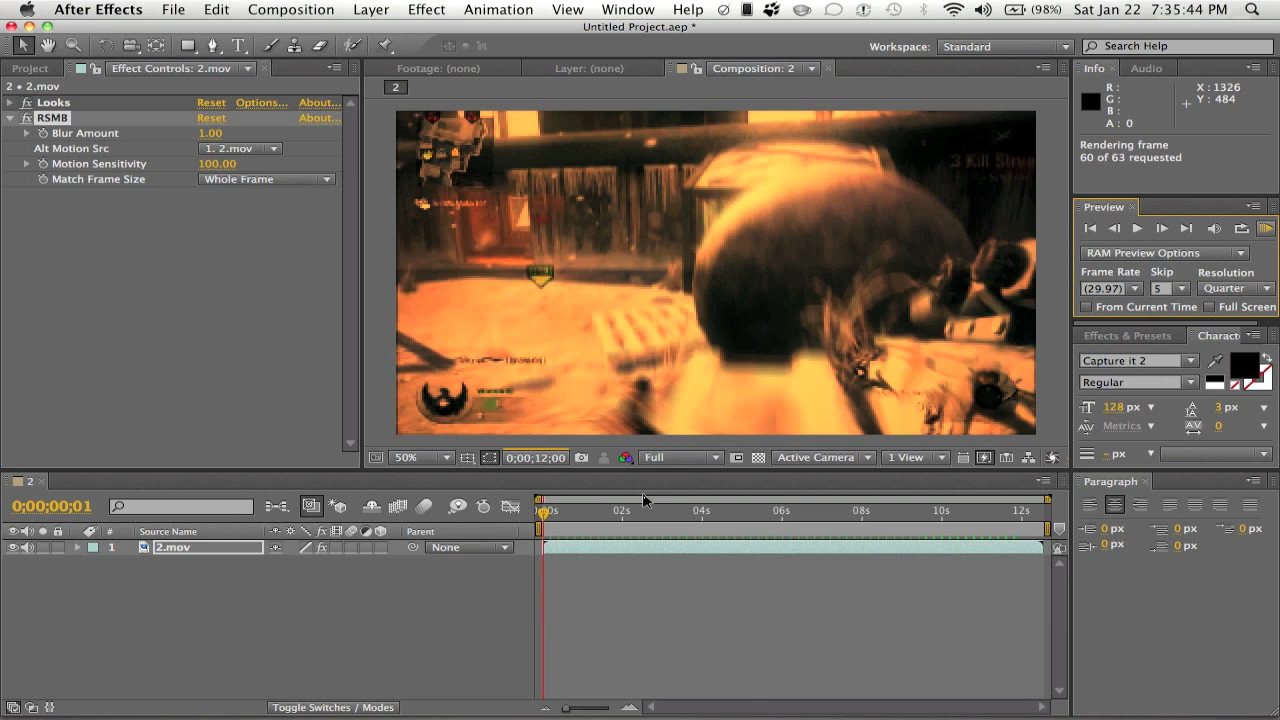 After Effects File Edit Composition Layer Effect Animation View Window Help (98%) Sat Jan 22 7:35:44 PM
Untitled Project.aep *
Workspace: Standard Search Help
Project Effect Controls: 2.mov Footage: (none) Layer: (none) Composition: 2 Info Audio
2 • 2.mov
2
Looks Reset Options... About...
RSMB Reset About...
Blur Amount 1.00
Alt Motion Src 1. 2.mov
Motion Sensitivity 100.00
Match Frame Size Whole Frame
R : X : 1326
G : Y : 484
B :
A : 0
Rendering frame
60 of 63 requested
Preview
RAM Preview Options
Frame Rate Skip Resolution
(29.97) 5 Quarter
From Current Time Full Screen
Effects & Presets Charact
Capture it 2
Regular
128 px 3 px
Metrics 0
- px
50% 0;00;12;00 Full Active Camera 1 View
2
Paragraph
0;00;00;01
02s 04s 06s 08s 10s 12s
# Source Name Parent
1 2.mov None
0 px 0 px 0 px
0 px 0 px
Toggle Switches / Modes